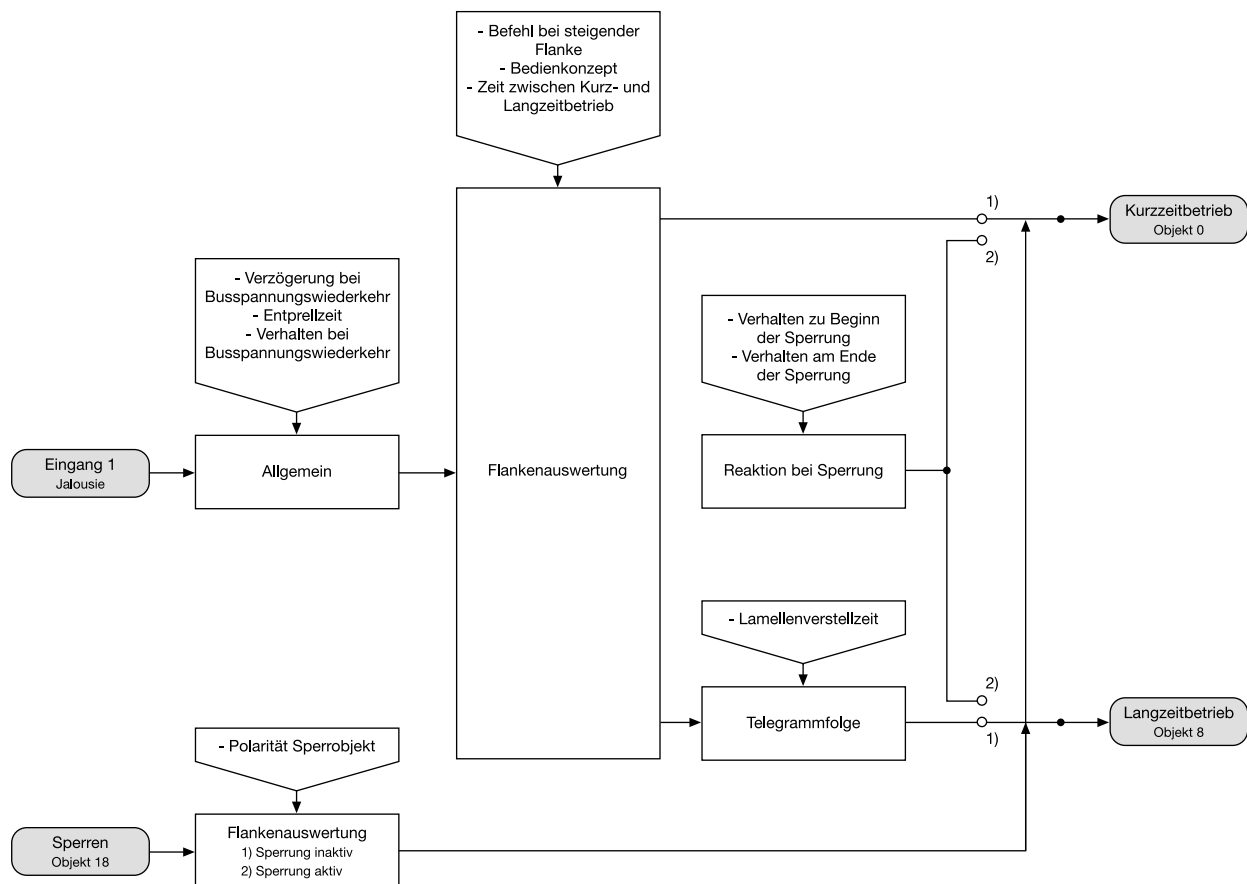 - Befehl bei steigender
Flanke
- Bedienkonzept
- Zeit zwischen Kurz- und
Langzeitbetrieb
1)
Kurzzeitbetrieb
Objekt 0
2)
- Verzögerung bei
Busspannungswiederkehr
- Entprellzeit
- Verhalten bei
Busspannungswiederkehr
- Verhalten zu Beginn
der Sperrung
- Verhalten am Ende
der Sperrung
Eingang 1
Jalousie
Allgemein
Flankenauswertung
Reaktion bei Sperrung
- Lamellenverstellzeit
2)
Telegrammfolge
1)
Langzeitbetrieb
Objekt 8
- Polarität Sperrobjekt
Sperren
Objekt 18
Flankenauswertung
1) Sperrung inaktiv
2) Sperrung aktiv